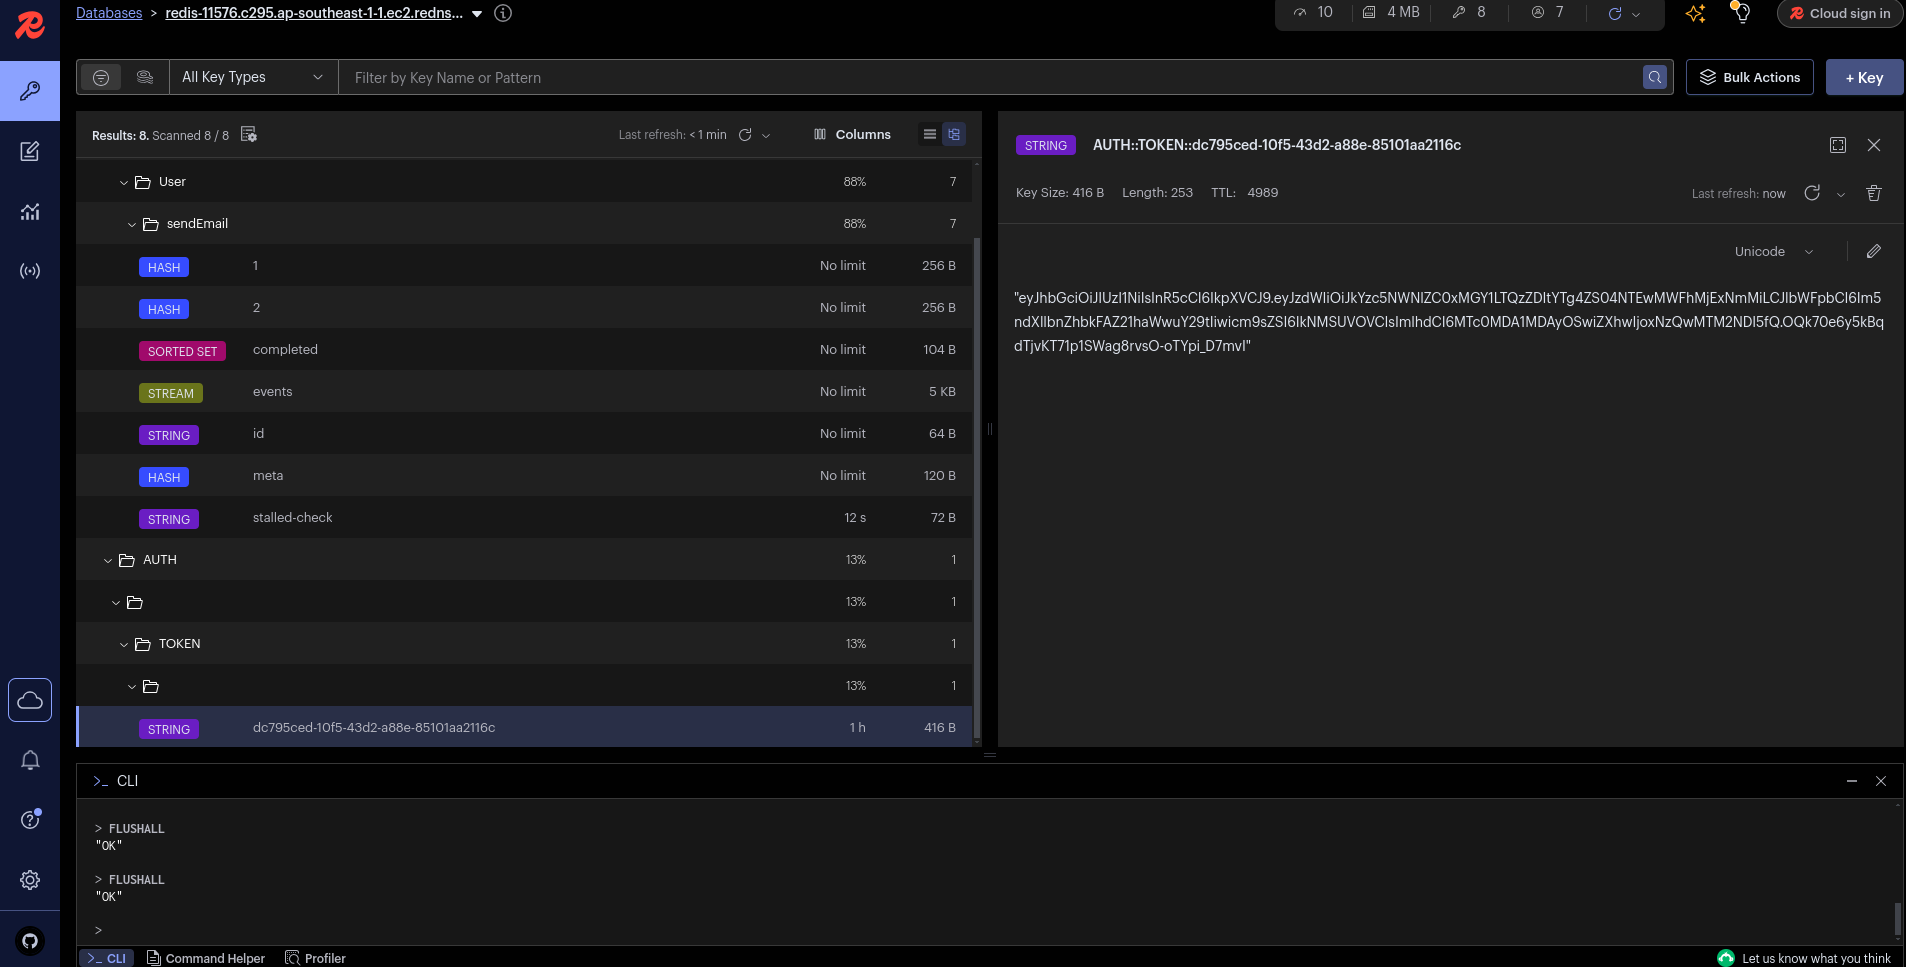 Databases > redis-11576.c295.ap-southeast-1-1.ec2.redns...
10 4 MB 8 7
Cloud sign in
All Key Types
Filter by Key Name or Pattern
Bulk Actions
+ Key
Results: 8. Scanned 8 / 8
Last refresh: < 1 min
Columns
User 88% 7
sendEmail 88% 7
HASH 1 No limit 256 B
HASH 2 No limit 256 B
SORTED SET completed No limit 104 B
STREAM events No limit 5 KB
STRING id No limit 64 B
HASH meta No limit 120 B
STRING stalled-check 12 s 72 B
AUTH 13% 1
13% 1
TOKEN 13% 1
13% 1
STRING dc795ced-10f5-43d2-a88e-85101aa2116c 1 h 416 B
STRING AUTH::TOKEN::dc795ced-10f5-43d2-a88e-85101aa2116c
Key Size: 416 B Length: 253 TTL: 4989
Last refresh: now
Unicode
"eyJhbGciOiJIUzI1NiIsInR5cCI6IkpXVCJ9.eyJzdWIiOiJkYzc5NWNlZC0xMGY1LTQzZDItYTg4ZS04NTEwMWFhMjExNmMiLCJlbWFpbCI6Im5
ndXllbnZhbkFAZ21haWwuY29tIiwicm9sZSI6IkNMSUVOVCIsImlhdCI6MTc0MDA1MDAyOSwiZXhwIjoxNzQwMTM2NDI5fQ.OQk70e6y5kBq
dTjvKT71p1SWag8rvsO-oTYpi_D7mvI"
>_ CLI
> FLUSHALL
"OK"
> FLUSHALL
"OK"
>
>_ CLI
Command Helper
Profiler
Let us know what you think